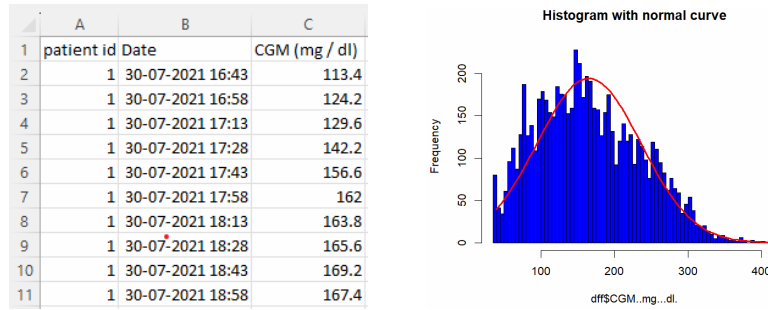 A B C
1 patient id Date CGM (mg / dl)
2 1 30-07-2021 16:43 113.4
3 1 30-07-2021 16:58 124.2
4 1 30-07-2021 17:13 129.6
5 1 30-07-2021 17:28 142.2
6 1 30-07-2021 17:43 156.6
7 1 30-07-2021 17:58 162
8 1 30-07-2021 18:13 163.8
9 1 30-07-2021 18:28 165.6
10 1 30-07-2021 18:43 169.2
11 1 30-07-2021 18:58 167.4
Histogram with normal curve
Frequency
200
150
100
50
0
100 200 300 400
dff$CGM..mg...dl.